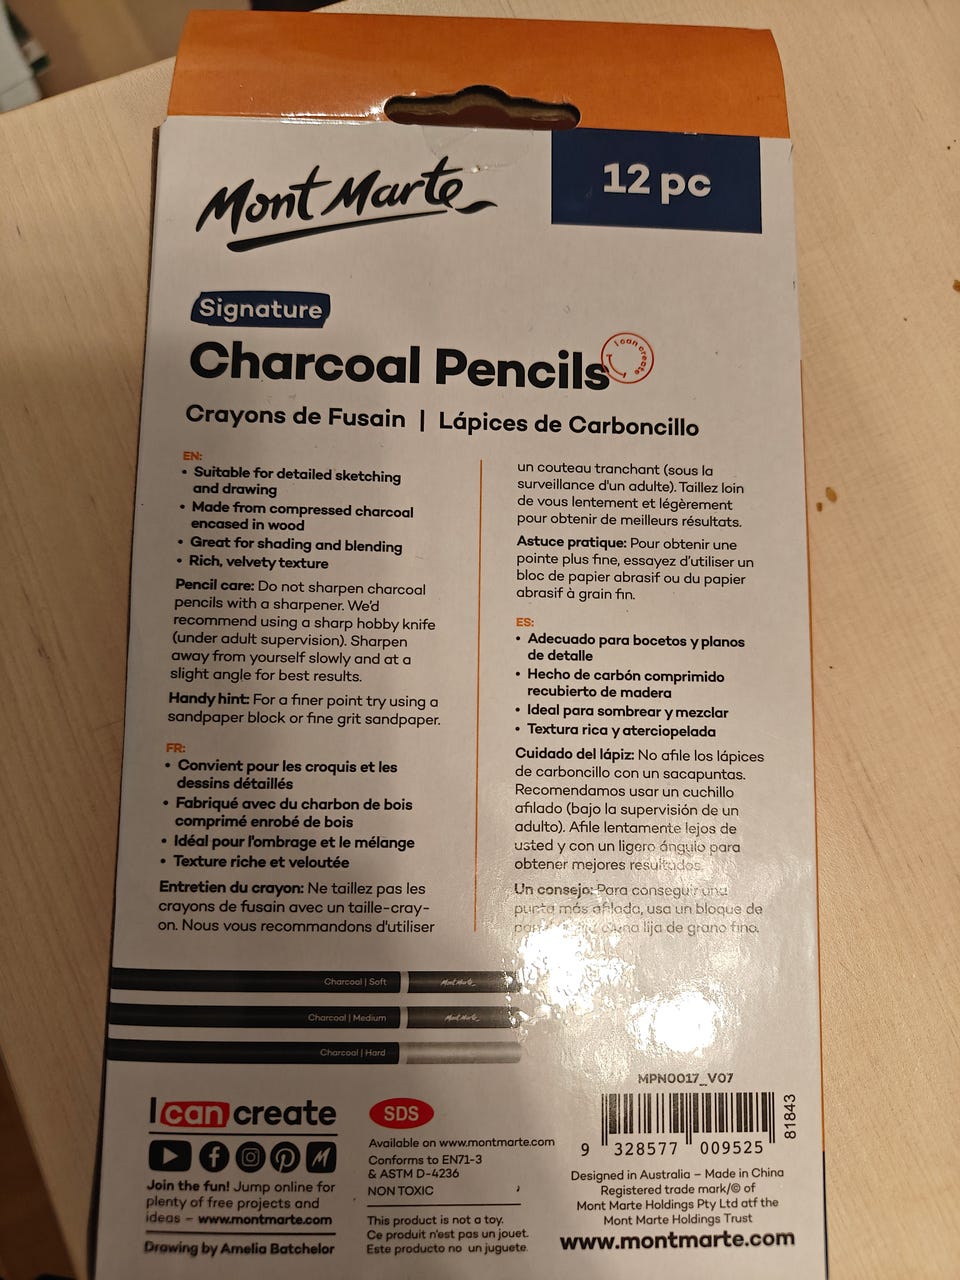 Mont Marte
12 pc
Signature
Charcoal Pencils
I can create
Crayons de Fusain | Lápices de Carboncillo
EN:
• Suitable for detailed sketching
and drawing
• Made from compressed charcoal
encased in wood
• Great for shading and blending
• Rich, velvety texture
Pencil care: Do not sharpen charcoal
pencils with a sharpener. We'd
recommend using a sharp hobby knife
(under adult supervision). Sharpen
away from yourself slowly and at a
slight angle for best results.
Handy hint: For a finer point try using a
sandpaper block or fine grit sandpaper.
FR:
• Convient pour les croquis et les
dessins détaillés
• Fabriqué avec du charbon de bois
comprimé enrobé de bois
• Idéal pour l'ombrage et le mélange
• Texture riche et veloutée
Entretien du crayon: Ne taillez pas les
crayons de fusain avec un taille-cray-
on. Nous vous recommandons d'utiliser
un couteau tranchant (sous la
surveillance d'un adulte). Taillez loin
de vous lentement et légèrement
pour obtenir de meilleurs résultats.
Astuce pratique: Pour obtenir une
pointe plus fine, essayez d'utiliser un
bloc de papier abrasif ou du papier
abrasif à grain fin.
ES:
• Adecuado para bocetos y planos
de detalle
• Hecho de carbón comprimido
recubierto de madera
• Ideal para sombrear y mezclar
• Textura rica y aterciopelada
Cuidado del lápiz: No afile los lápices
de carboncillo con un sacapuntas.
Recomendamos usar un cuchillo
afilado (bajo la supervisión de un
adulto). Afile lentamente lejos de
usted y con un ligero ángulo para
obtener mejores resultados.
Un consejo: Para conseguir una
punta más afilada, usa un bloque de
una lija de grano fino.
Charcoal | Soft
Mont Marte
Charcoal | Medium
Mont Marte
Charcoal | Hard
I can create
Join the fun! Jump online for
plenty of free projects and
ideas – www.montmarte.com
Drawing by Amelia Batchelor
SDS
Available on www.montmarte.com
Conforms to EN71-3
& ASTM D-4236
NON TOXIC
This product is not a toy.
Ce produit n'est pas un jouet.
Este producto no un juguete.
MPN0017_V07
81843
9 328577 009525
Designed in Australia – Made in China
Registered trade mark/© of
Mont Marte Holdings Pty Ltd atf the
Mont Marte Holdings Trust
www.montmarte.com